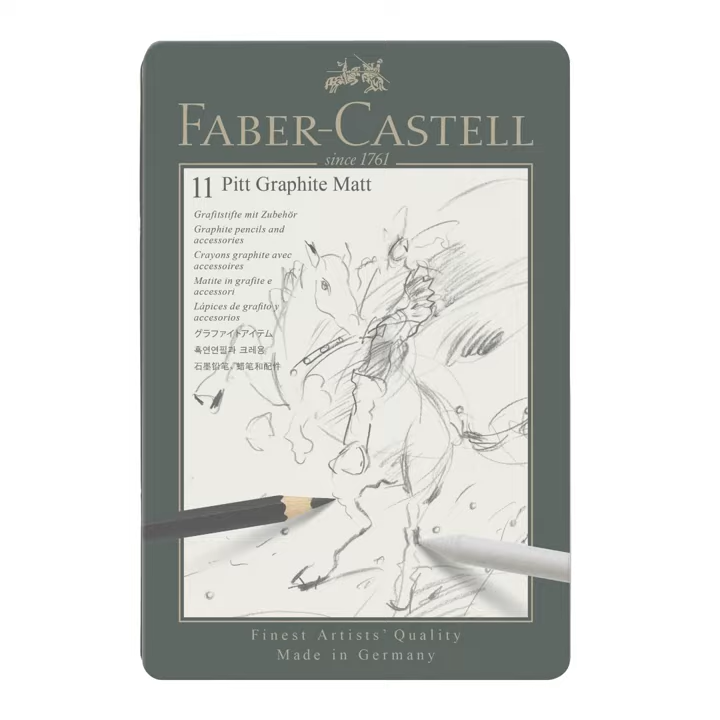 FABER-CASTELL
since 1761
11 Pitt Graphite Matt
Grafitstifte mit Zubehör
Graphite pencils and
accessories
Crayons graphite avec
accessoires
Matite in grafite e
accessori
Lápices de grafito y
accesorios
グラファイトアイテム
흑연연필과 크레용
石墨铅笔、蜡笔和配件
Finest Artists' Quality
Made in Germany